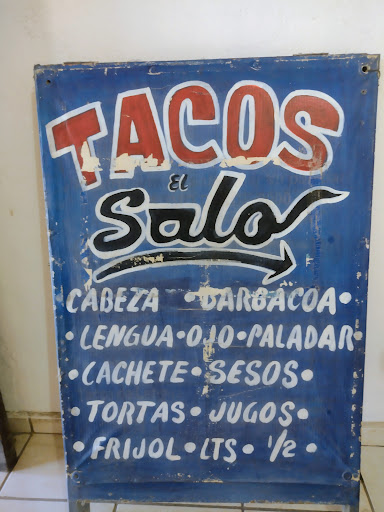 TACOS
EL
Salo
CABEZA • BARBACOA •
• LENGUA • OJO • PALADAR •
• CACHETE • SESOS •
• TORTAS • JUGOS •
• FRIJOL • LTS • 1/2 •